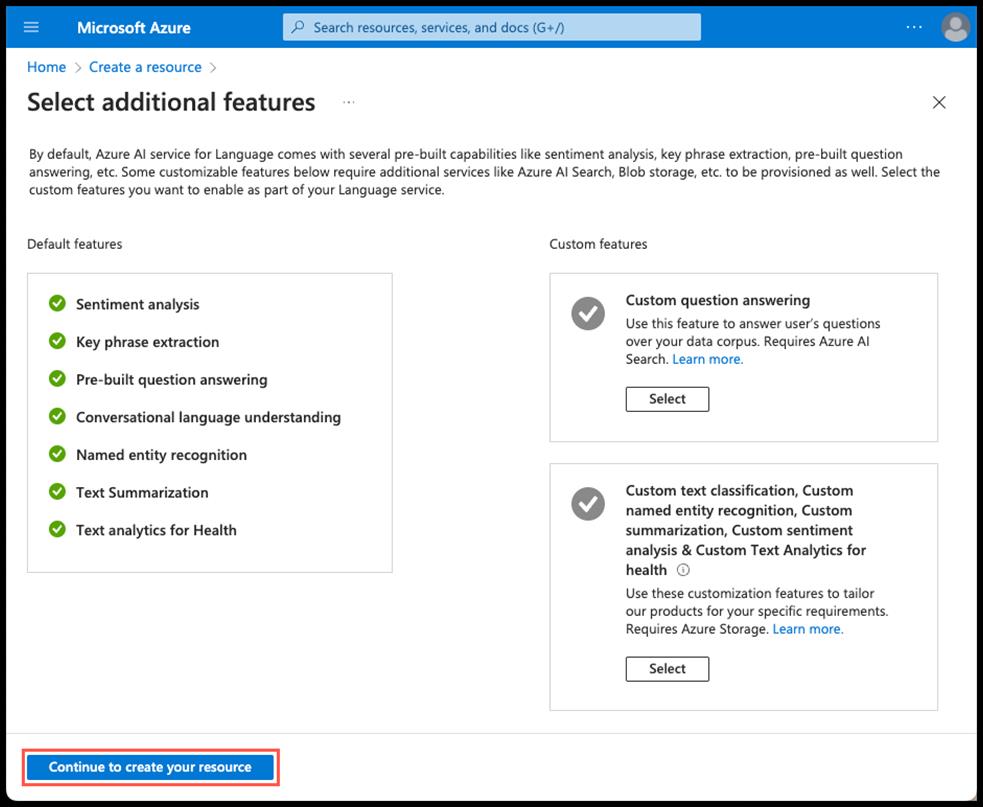 Microsoft Azure
Search resources, services, and docs (G+/)
Home > Create a resource >
Select additional features ...
By default, Azure AI service for Language comes with several pre-built capabilities like sentiment analysis, key phrase extraction, pre-built question
answering, etc. Some customizable features below require additional services like Azure AI Search, Blob storage, etc. to be provisioned as well. Select the
custom features you want to enable as part of your Language service.
Default features
Sentiment analysis
Key phrase extraction
Pre-built question answering
Conversational language understanding
Named entity recognition
Text Summarization
Text analytics for Health
Custom features
Custom question answering
Use this feature to answer user's questions
over your data corpus. Requires Azure AI
Search. Learn more.
Select
Custom text classification, Custom
named entity recognition, Custom
summarization, Custom sentiment
analysis & Custom Text Analytics for
health
Use these customization features to tailor
our products for your specific requirements.
Requires Azure Storage. Learn more.
Select
Continue to create your resource